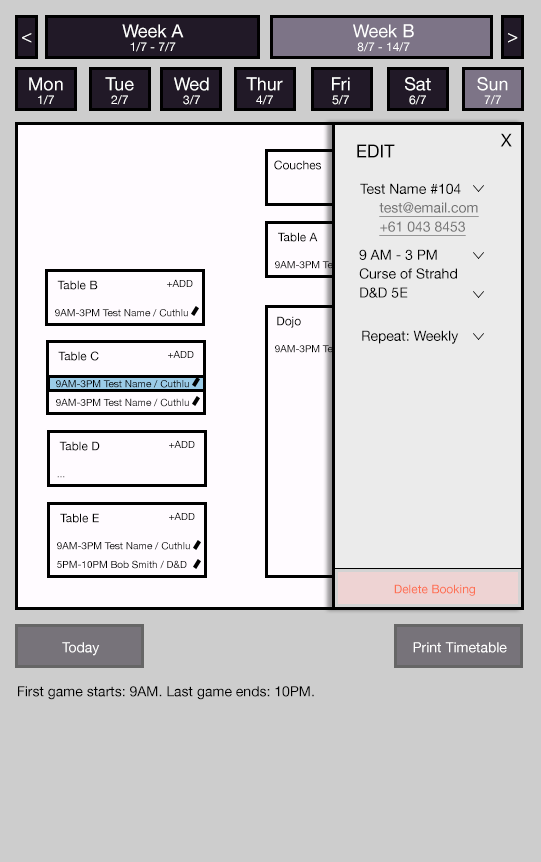 <
Week A
1/7 - 7/7
Week B
8/7 - 14/7
>
Mon
1/7
Tue
2/7
Wed
3/7
Thur
4/7
Fri
5/7
Sat
6/7
Sun
7/7
Couches
Table A
9AM-3PM Te
Dojo
9AM-3PM Te
Table B
+ADD
9AM-3PM Test Name / Cuthlu
Table C
+ADD
9AM-3PM Test Name / Cuthlu
9AM-3PM Test Name / Cuthlu
Table D
+ADD
...
Table E
+ADD
9AM-3PM Test Name / Cuthlu
5PM-10PM Bob Smith / D&D
X
EDIT
Test Name #104
test@email.com
+61 043 8453
9 AM - 3 PM
Curse of Strahd
D&D 5E
Repeat: Weekly
Delete Booking
Today
Print Timetable
First game starts: 9AM. Last game ends: 10PM.